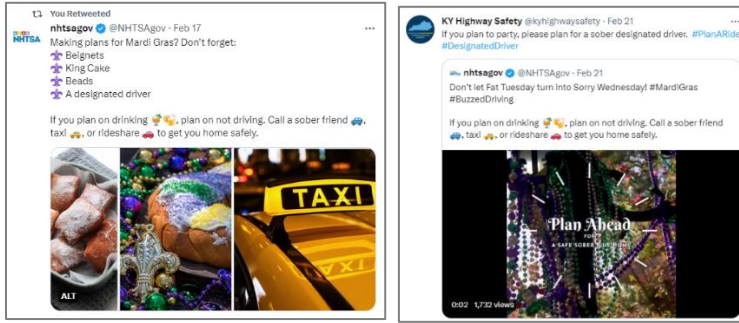 You Retweeted
NHTSA
nhtsagov @NHTSAgov · Feb 17
Making plans for Mardi Gras? Don't forget:
Beignets
King Cake
Beads
A designated driver
If you plan on drinking 🍹🍻, plan on not driving. Call a sober friend 🚙,
taxi 🚕, or rideshare 🚗 to get you home safely.
TAXI
ALT
KY Highway Safety @kyhighwaysafety · Feb 21
If you plan to party, please plan for a sober designated driver. #PlanARide
#DesignatedDriver
nhtsagov @NHTSAgov · Feb 21
Don't let Fat Tuesday turn into Sorry Wednesday! #MardiGras
#BuzzedDriving
If you plan on drinking 🍹🍻, plan on not driving. Call a sober friend
🚙, taxi 🚕, or rideshare 🚗 to get you home safely.
Plan Ahead
FOR
A SAFE SOBER RIDE HOME
0:02 1,732 views